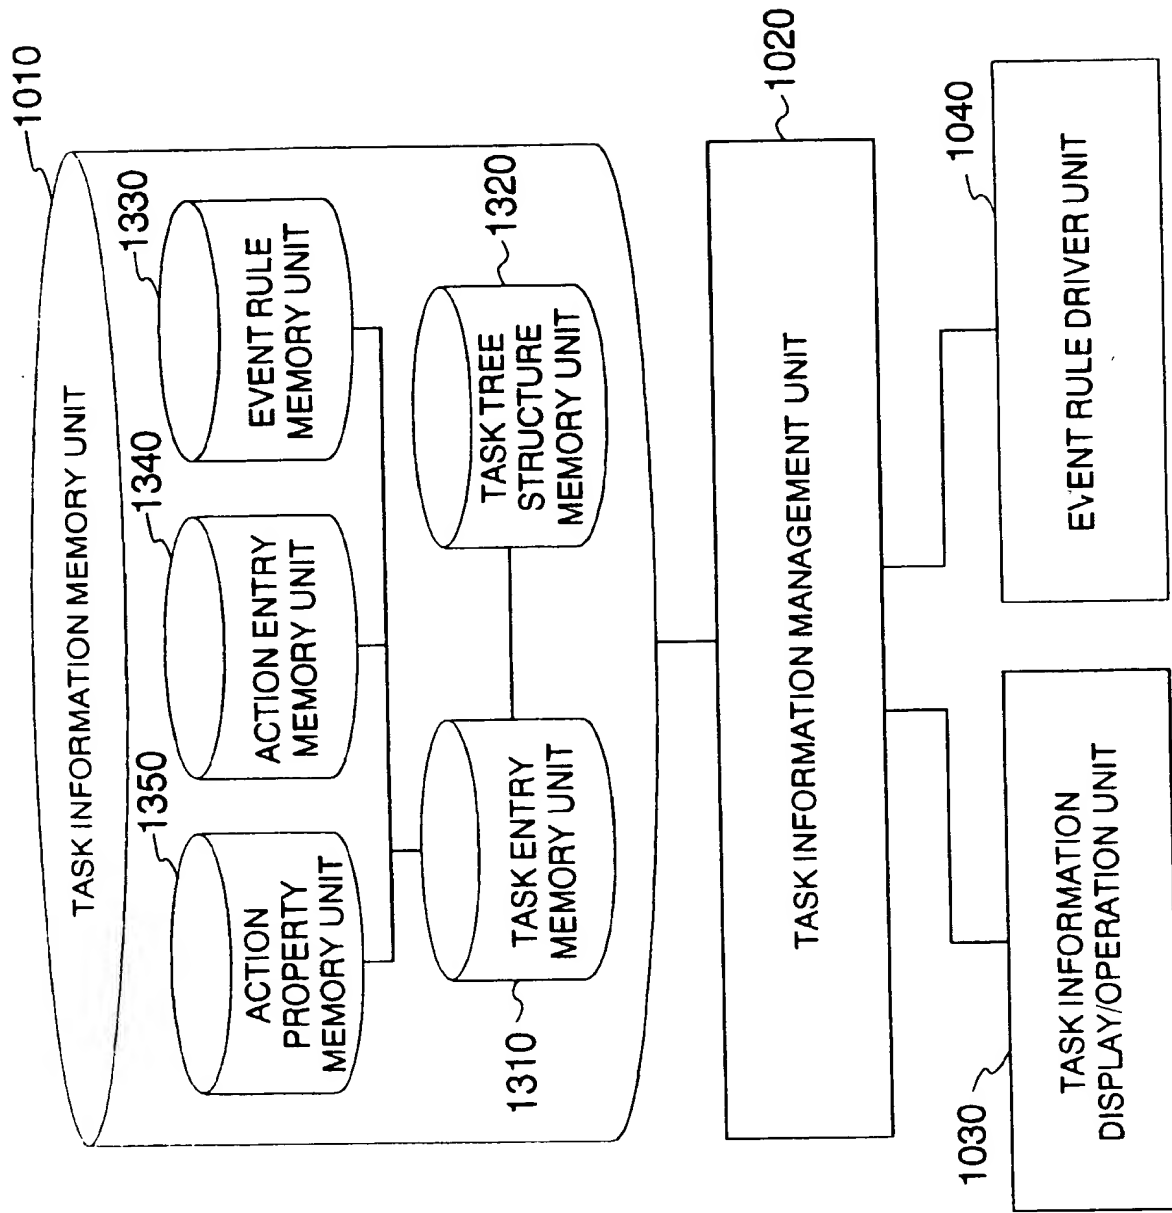 1010
TASK INFORMATION MEMORY UNIT
1350
ACTION
PROPERTY
MEMORY UNIT
1340
ACTION ENTRY
MEMORY UNIT
1330
EVENT RULE
MEMORY UNIT
1310
TASK ENTRY
MEMORY UNIT
1320
TASK TREE
STRUCTURE
MEMORY UNIT
1020
TASK INFORMATION MANAGEMENT UNIT
1030
TASK INFORMATION
DISPLAY/OPERATION UNIT
1040
EVENT RULE DRIVER UNIT